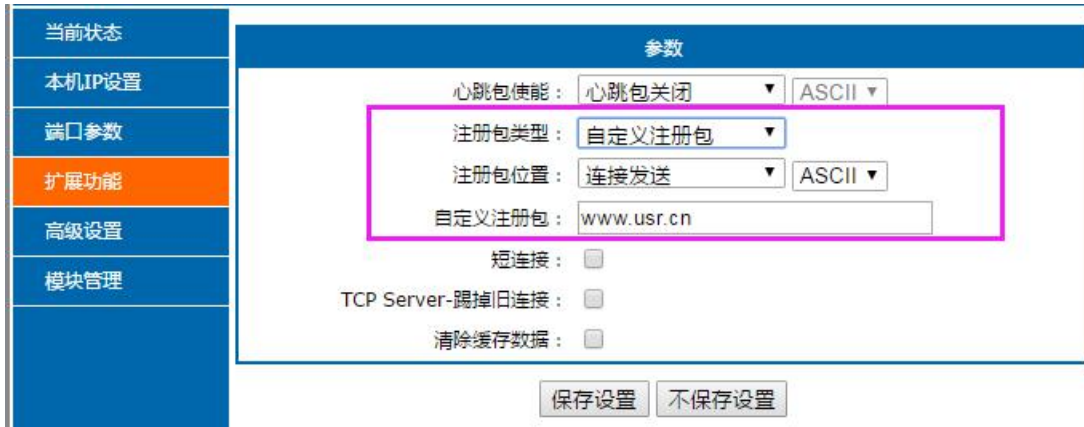 当前状态
本机IP设置
端口参数
扩展功能
高级设置
模块管理
参数
心跳包使能： 心跳包关闭 ASCII
注册包类型： 自定义注册包
注册包位置： 连接发送 ASCII
自定义注册包： www.usr.cn
短连接：
TCP Server-踢掉旧连接：
清除缓存数据：
保存设置 不保存设置